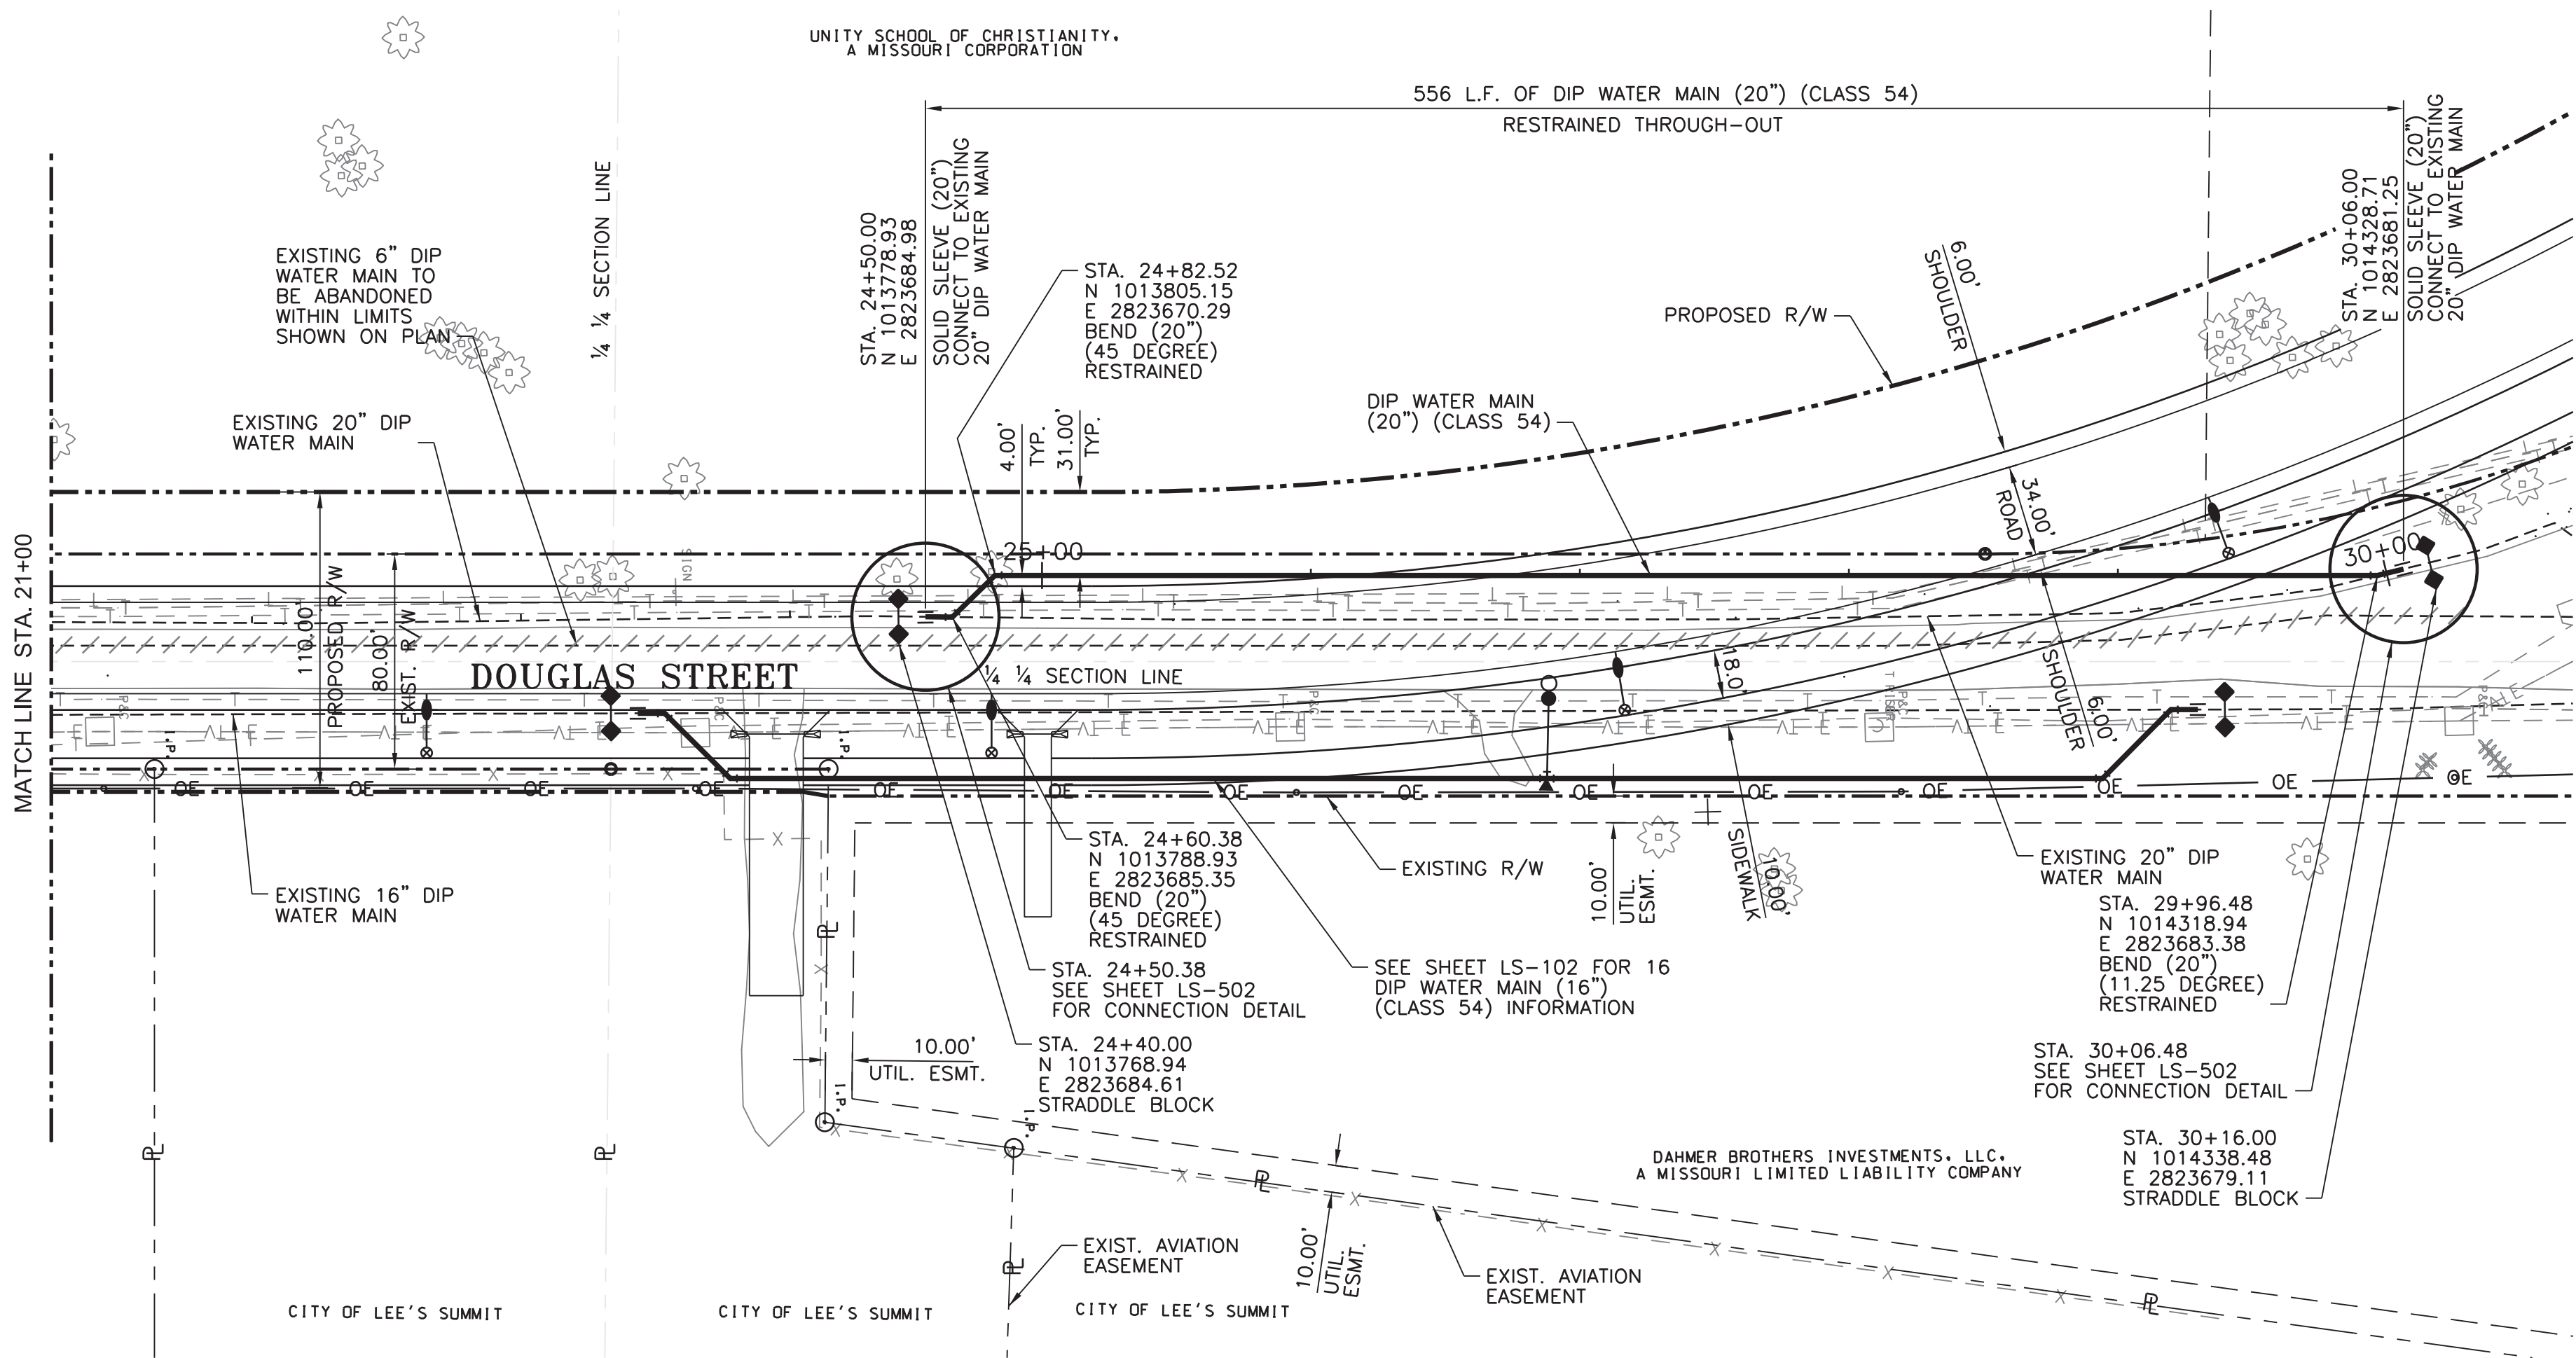 UNITY SCHOOL OF CHRISTIANITY,
A MISSOURI CORPORATION
556 L.F. OF DIP WATER MAIN (20") (CLASS 54)
RESTRAINED THROUGH-OUT
MATCH LINE STA. 21+00
EXISTING 6" DIP
WATER MAIN TO
BE ABANDONED
WITHIN LIMITS
SHOWN ON PLAN
EXISTING 20" DIP
WATER MAIN
¼ ¼ SECTION LINE
STA. 24+50.00
N 1013778.93
E 2823684.98
SOLID SLEEVE (20")
CONNECT TO EXISTING
20" DIP WATER MAIN
STA. 24+82.52
N 1013805.15
E 2823670.29
BEND (20")
(45 DEGREE)
RESTRAINED
4.00'
TYP.
31.00'
TYP.
DIP WATER MAIN
(20") (CLASS 54)
PROPOSED R/W
6.00'
SHOULDER
STA. 30+06.00
N 1014328.71
E 2823681.25
SOLID SLEEVE (20")
CONNECT TO EXISTING
20" DIP WATER MAIN
34.00'
ROAD
25+00
30+00
SIGN
110.00'
PROPOSED R/W
80.00'
EXIST. R/W
DOUGLAS STREET
¼ ¼ SECTION LINE
18.0
SHOULDER
6.00'
I.P.
I.P.
OE
OE
OE
OE
OE
OE
OE
OE
OE
OE
OE
OE
OE
OE
EXISTING 16" DIP
WATER MAIN
STA. 24+60.38
N 1013788.93
E 2823685.35
BEND (20")
(45 DEGREE)
RESTRAINED
STA. 24+50.38
SEE SHEET LS-502
FOR CONNECTION DETAIL
STA. 24+40.00
N 1013768.94
E 2823684.61
STRADDLE BLOCK
EXISTING R/W
SEE SHEET LS-102 FOR 16
DIP WATER MAIN (16")
(CLASS 54) INFORMATION
10.00'
UTIL.
ESMT.
SIDEWALK
10.00'
EXISTING 20" DIP
WATER MAIN
STA. 29+96.48
N 1014318.94
E 2823683.38
BEND (20")
(11.25 DEGREE)
RESTRAINED
STA. 30+06.48
SEE SHEET LS-502
FOR CONNECTION DETAIL
STA. 30+16.00
N 1014338.48
E 2823679.11
STRADDLE BLOCK
10.00'
UTIL. ESMT.
I.P.
I.P.
PL
PL
PL
PL
PL
PL
DAHMER BROTHERS INVESTMENTS, LLC,
A MISSOURI LIMITED LIABILITY COMPANY
10.00'
UTIL.
ESMT.
EXIST. AVIATION
EASEMENT
EXIST. AVIATION
EASEMENT
CITY OF LEE'S SUMMIT
CITY OF LEE'S SUMMIT
CITY OF LEE'S SUMMIT